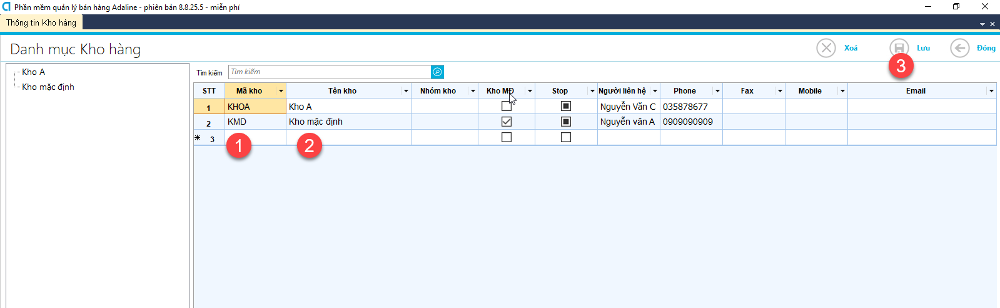 Phần mềm quản lý bán hàng Adaline - phiên bản 8.8.25.5 - miễn phí
Thông tin Kho hàng
Danh mục Kho hàng
Xoá Lưu Đóng
3
Kho A
Kho mặc định
Tìm kiếm Tìm kiếm
STT Mã kho Tên kho Nhóm kho Kho MĐ Stop Người liên hệ Phone Fax Mobile Email
1 KHOA Kho A Nguyễn Văn C 035878677
2 KMD Kho mặc định Nguyễn văn A 0909090909
* 3
1 2